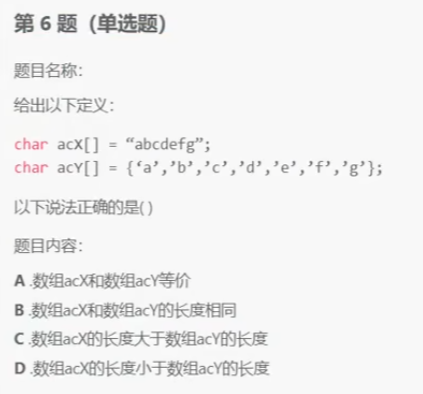 第 6 题（单选题）
题目名称：
给出以下定义：
char acX[] = “abcdefg”;
char acY[] = {‘a’,’b’,’c’,’d’,’e’,’f’,’g’};
以下说法正确的是( )
题目内容：
A .数组acX和数组acY等价
B .数组acX和数组acY的长度相同
C .数组acX的长度大于数组acY的长度
D .数组acX的长度小于数组acY的长度